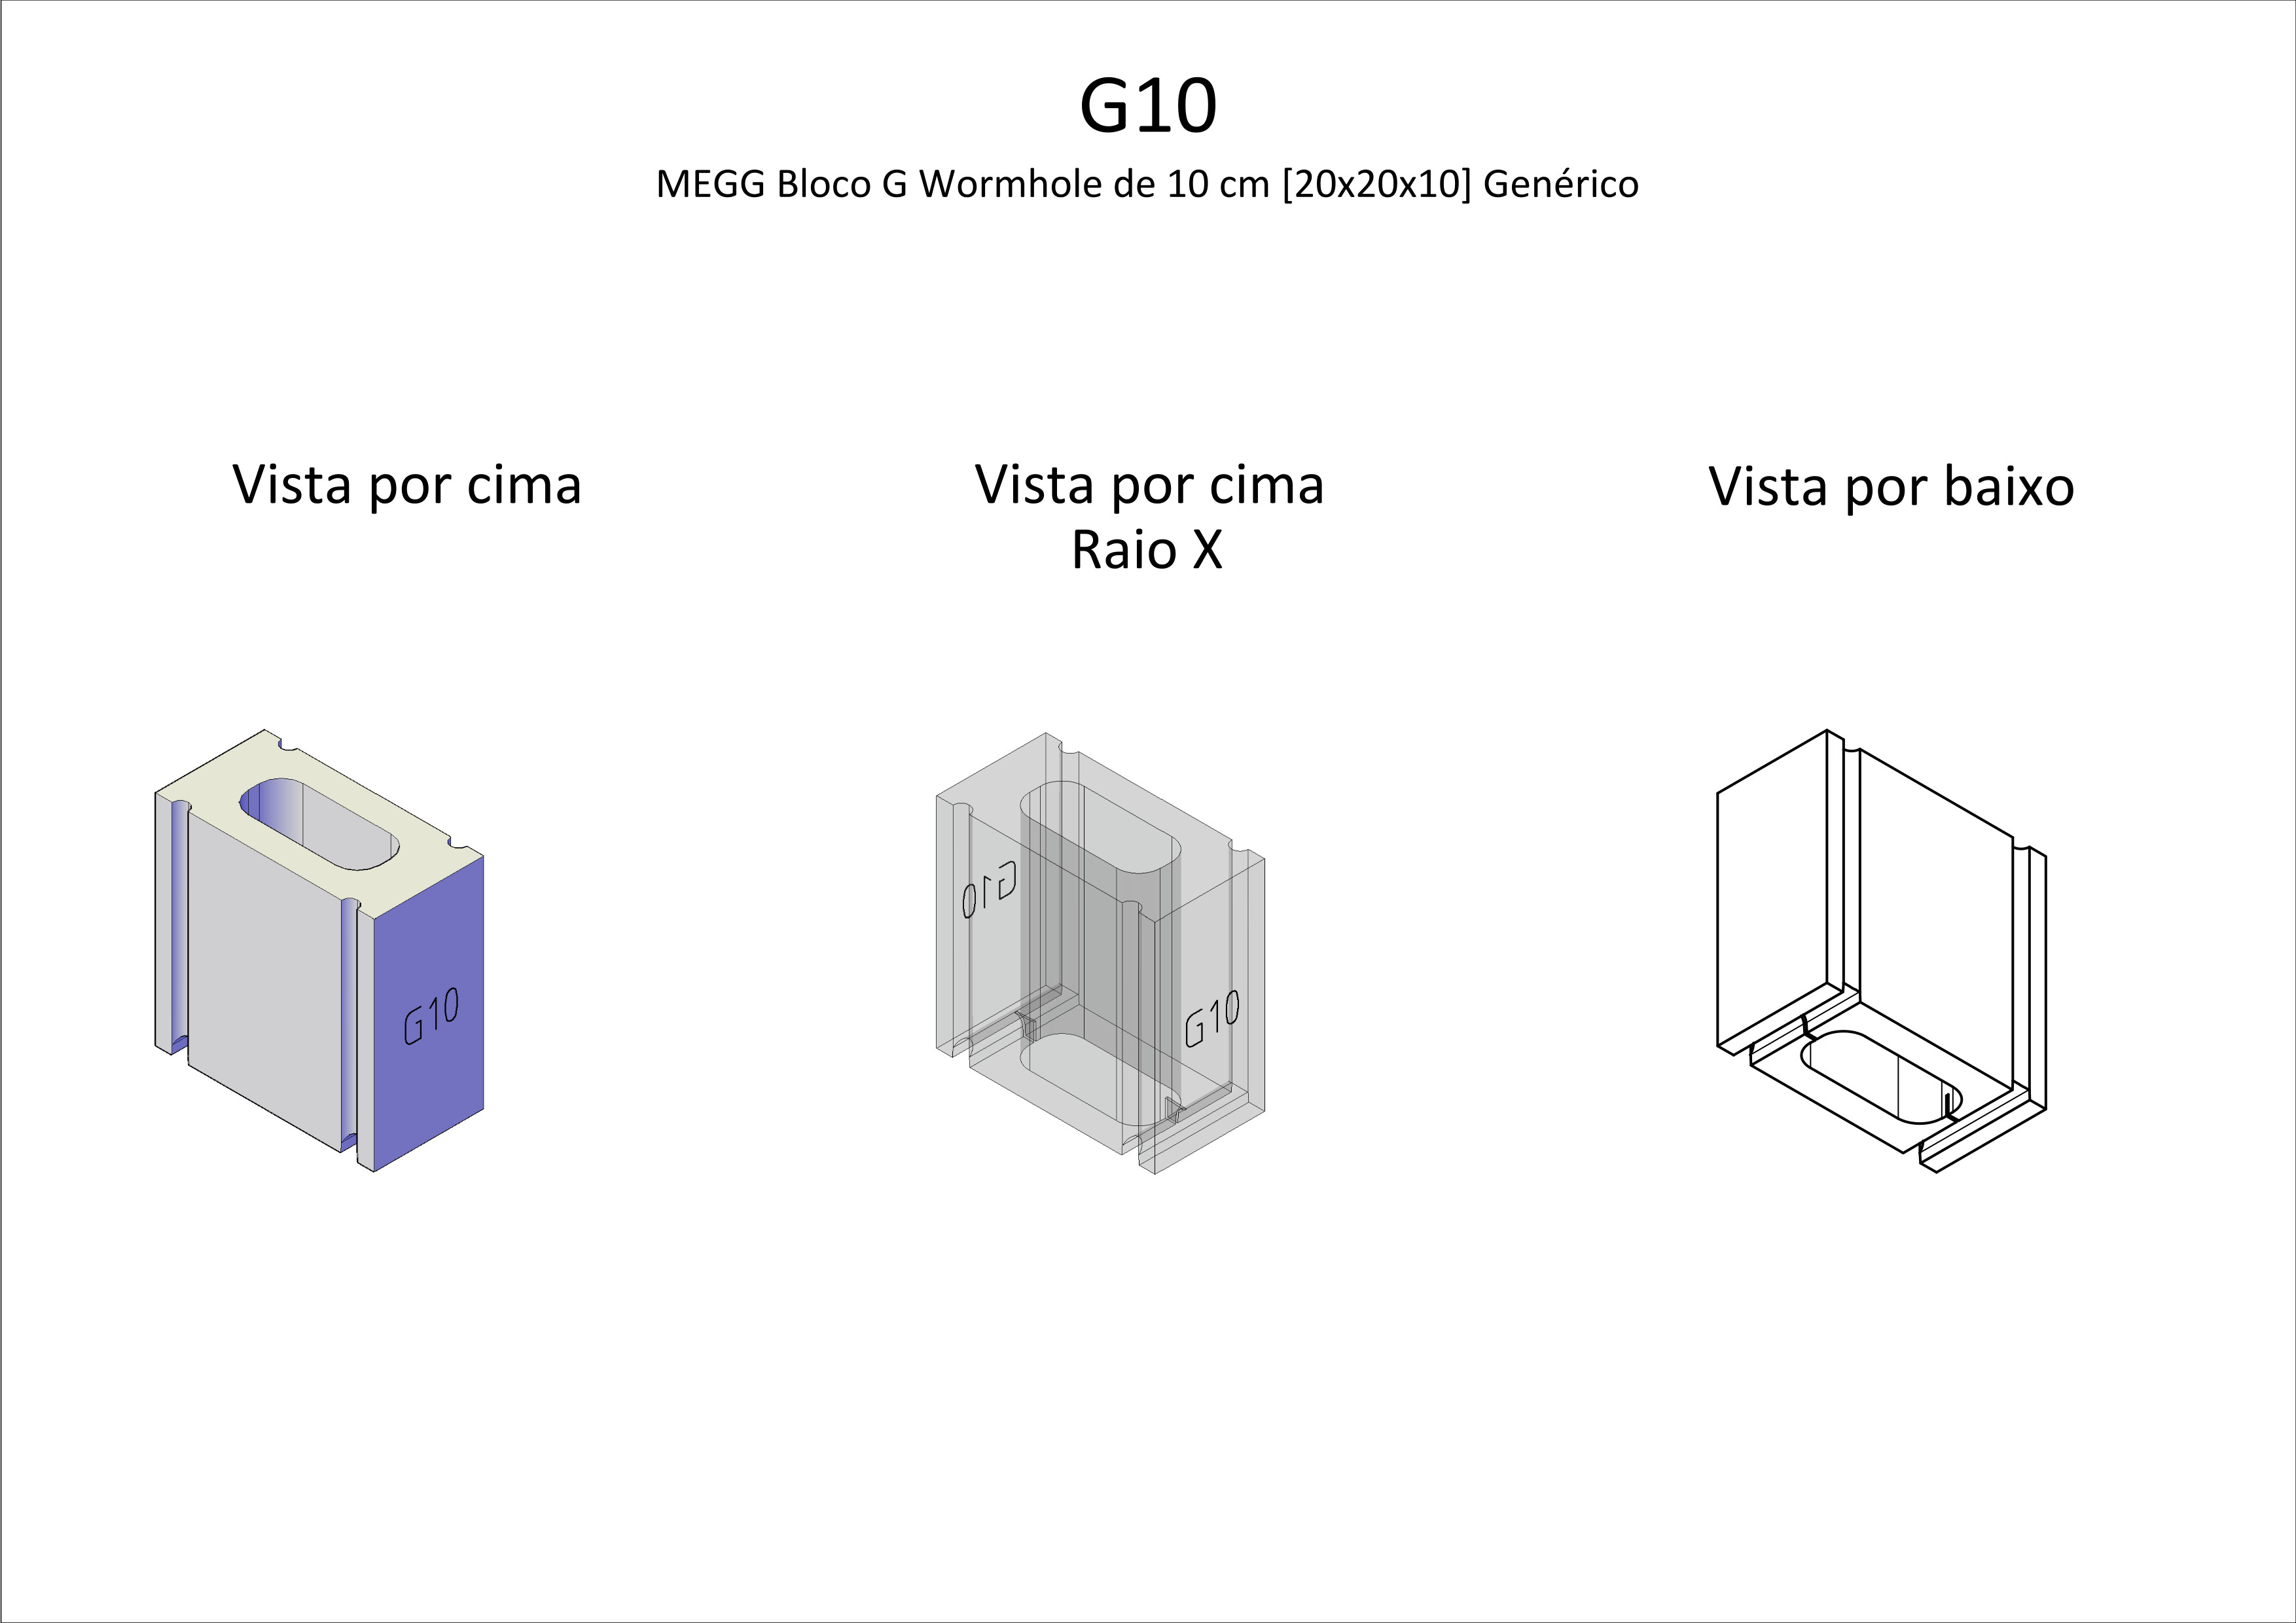 G10
MEGG Bloco G Wormhole de 10 cm [20x20x10] Genérico
Vista por cima
Vista por cima
Raio X
Vista por baixo
G10
G10
G10